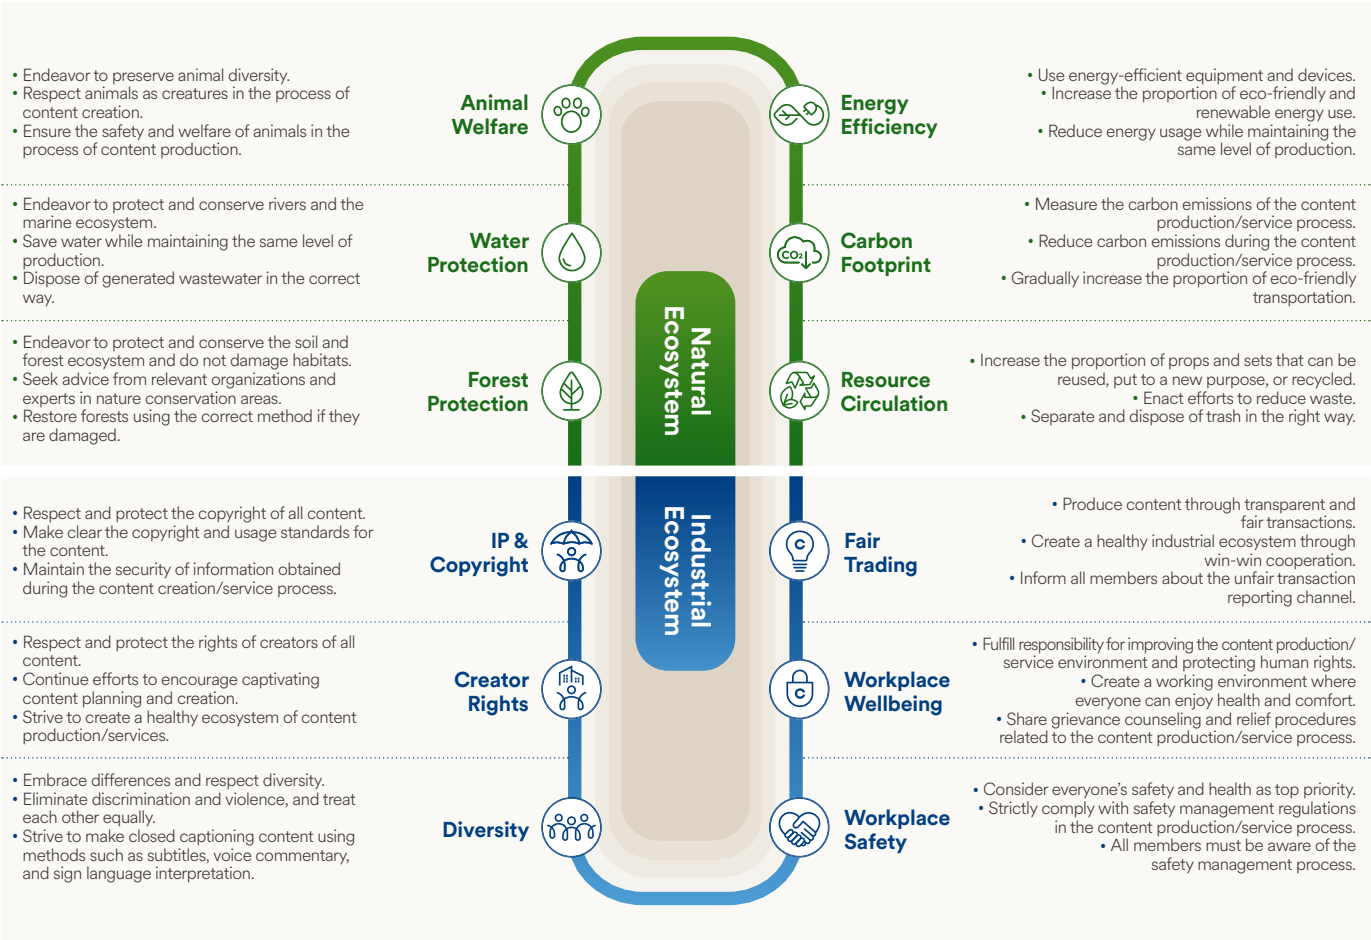 • Endeavor to preserve animal diversity.
• Respect animals as creatures in the process of
content creation.
• Ensure the safety and welfare of animals in the
process of content production.
Animal
Welfare
Energy
Efficiency
• Use energy-efficient equipment and devices.
• Increase the proportion of eco-friendly and
renewable energy use.
• Reduce energy usage while maintaining the
same level of production.
• Endeavor to protect and conserve rivers and the
marine ecosystem.
• Save water while maintaining the same level of
production.
• Dispose of generated wastewater in the correct
way.
Water
Protection
CO2
Carbon
Footprint
• Measure the carbon emissions of the content
production/service process.
• Reduce carbon emissions during the content
production/service process.
• Gradually increase the proportion of eco-friendly
transportation.
• Endeavor to protect and conserve the soil and
forest ecosystem and do not damage habitats.
• Seek advice from relevant organizations and
experts in nature conservation areas.
• Restore forests using the correct method if they
are damaged.
Forest
Protection
Natural
Ecosystem
Resource
Circulation
• Increase the proportion of props and sets that can be
reused, put to a new purpose, or recycled.
• Enact efforts to reduce waste.
• Separate and dispose of trash in the right way.
• Respect and protect the copyright of all content.
• Make clear the copyright and usage standards for
the content.
• Maintain the security of information obtained
during the content creation/service process.
IP &
Copyright
Industrial
Ecosystem
C
Fair
Trading
• Produce content through transparent and
fair transactions.
• Create a healthy industrial ecosystem through
win-win cooperation.
• Inform all members about the unfair transaction
reporting channel.
• Respect and protect the rights of creators of all
content.
• Continue efforts to encourage captivating
content planning and creation.
• Strive to create a healthy ecosystem of content
production/services.
Creator
Rights
C
Workplace
Wellbeing
• Fulfill responsibility for improving the content production/
service environment and protecting human rights.
• Create a working environment where
everyone can enjoy health and comfort.
• Share grievance counseling and relief procedures
related to the content production/service process.
• Embrace differences and respect diversity.
• Eliminate discrimination and violence, and treat
each other equally.
• Strive to make closed captioning content using
methods such as subtitles, voice commentary,
and sign language interpretation.
Diversity
Workplace
Safety
• Consider everyone's safety and health as top priority.
• Strictly comply with safety management regulations
in the content production/service process.
• All members must be aware of the
safety management process.